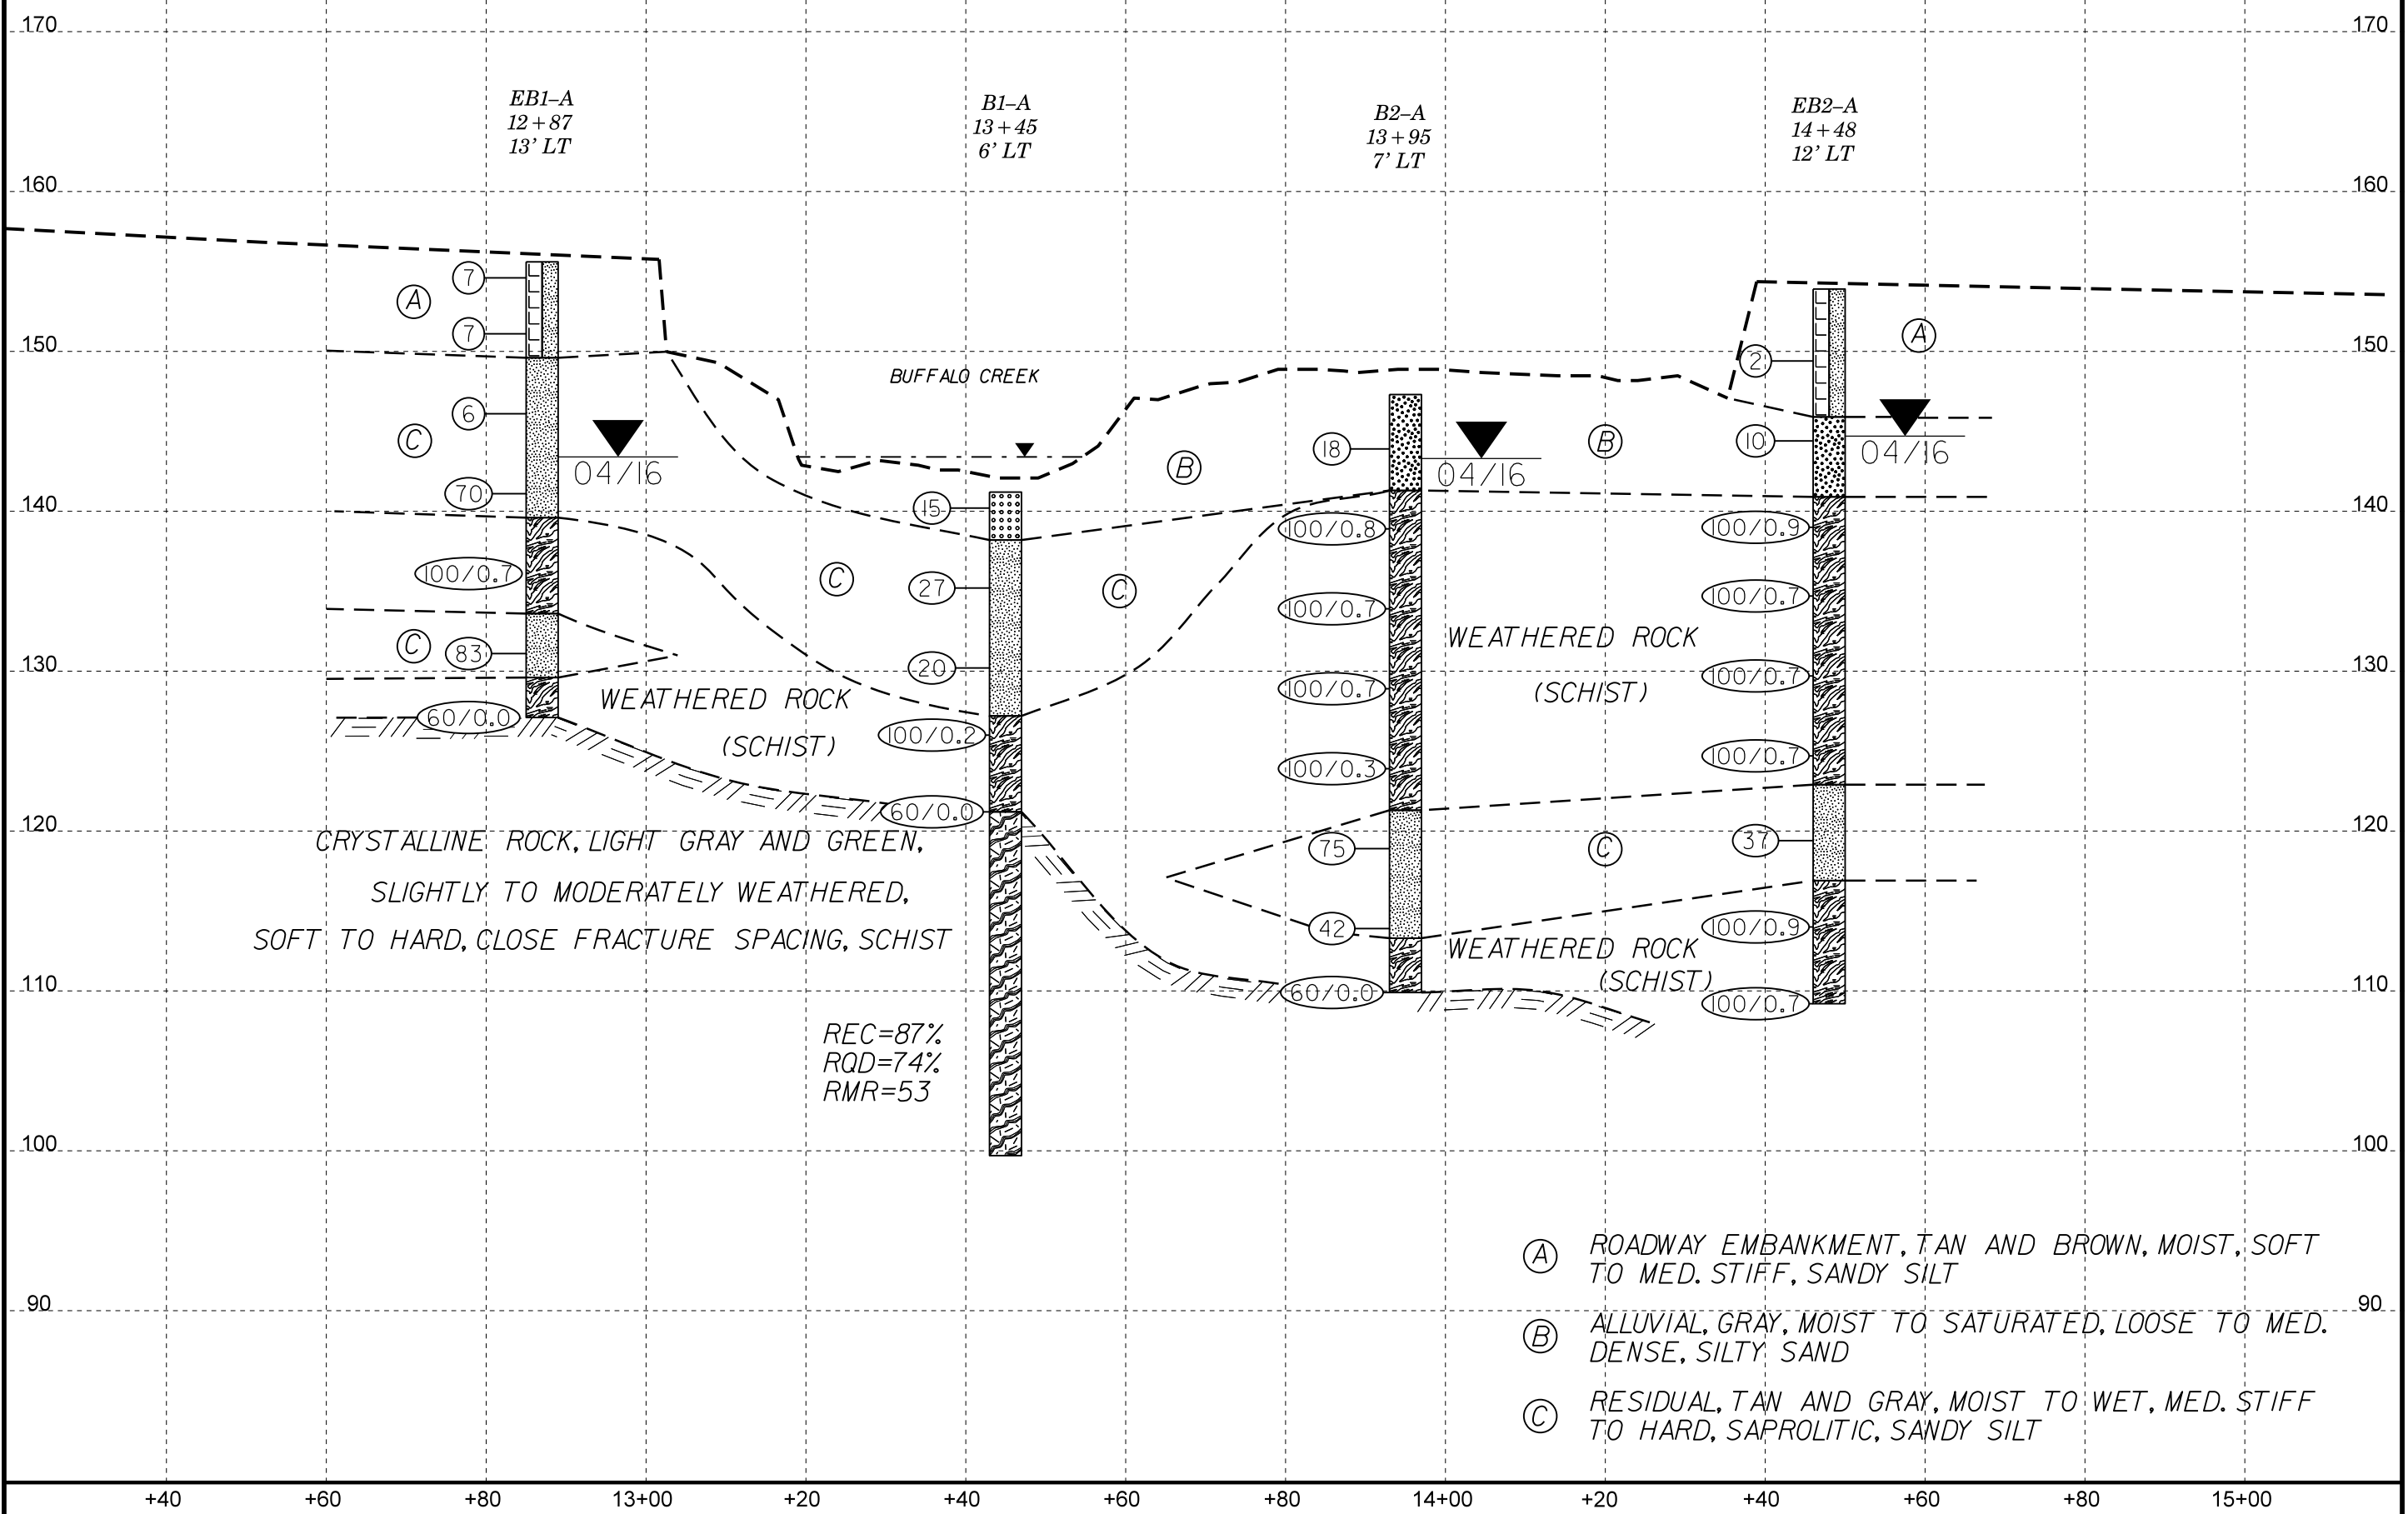 170 170
EB1-A
12+87
13' LT
B1-A
13+45
6' LT
B2-A
13+95
7' LT
EB2-A
14+48
12' LT
160 160
7
A
7
150 150
A
2
BUFFALO CREEK
6
C
04/16
70
B
18
04/16
B
10
04/16
140 140
15
100/0.8
100/0.9
100/0.7
C
27
C
100/0.7
100/0.7
C
83
WEATHERED ROCK
(SCHIST)
130 130
20
100/0.7
100/0.7
WEATHERED ROCK
(SCHIST)
60/0.0
100/0.2
100/0.3
100/0.7
60/0.0
120 120
CRYSTALLINE ROCK, LIGHT GRAY AND GREEN,
SLIGHTLY TO MODERATELY WEATHERED,
SOFT TO HARD, CLOSE FRACTURE SPACING, SCHIST
75
C
37
42
100/0.9
WEATHERED ROCK
(SCHIST)
110 110
60/0.0
100/0.7
REC=87%
RQD=74%
RMR=53
100 100
90 90
A ROADWAY EMBANKMENT, TAN AND BROWN, MOIST, SOFT
TO MED. STIFF, SANDY SILT
B ALLUVIAL, GRAY, MOIST TO SATURATED, LOOSE TO MED.
DENSE, SILTY SAND
C RESIDUAL, TAN AND GRAY, MOIST TO WET, MED. STIFF
TO HARD, SAPROLITIC, SANDY SILT
+40 +60 +80 13+00 +20 +40 +60 +80 14+00 +20 +40 +60 +80 15+00